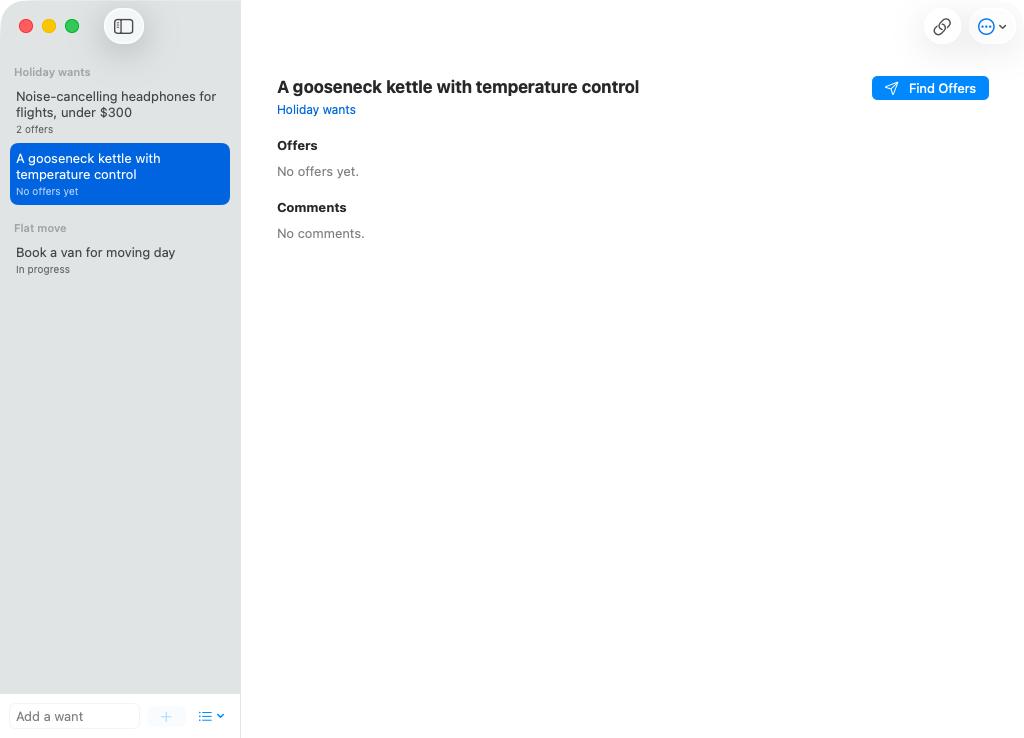 Holiday wants
Noise-cancelling headphones for
flights, under $300
2 offers
A gooseneck kettle with
temperature control
No offers yet
Flat move
Book a van for moving day
In progress
Add a want
A gooseneck kettle with temperature control
Find Offers
Holiday wants
Offers
No offers yet.
Comments
No comments.